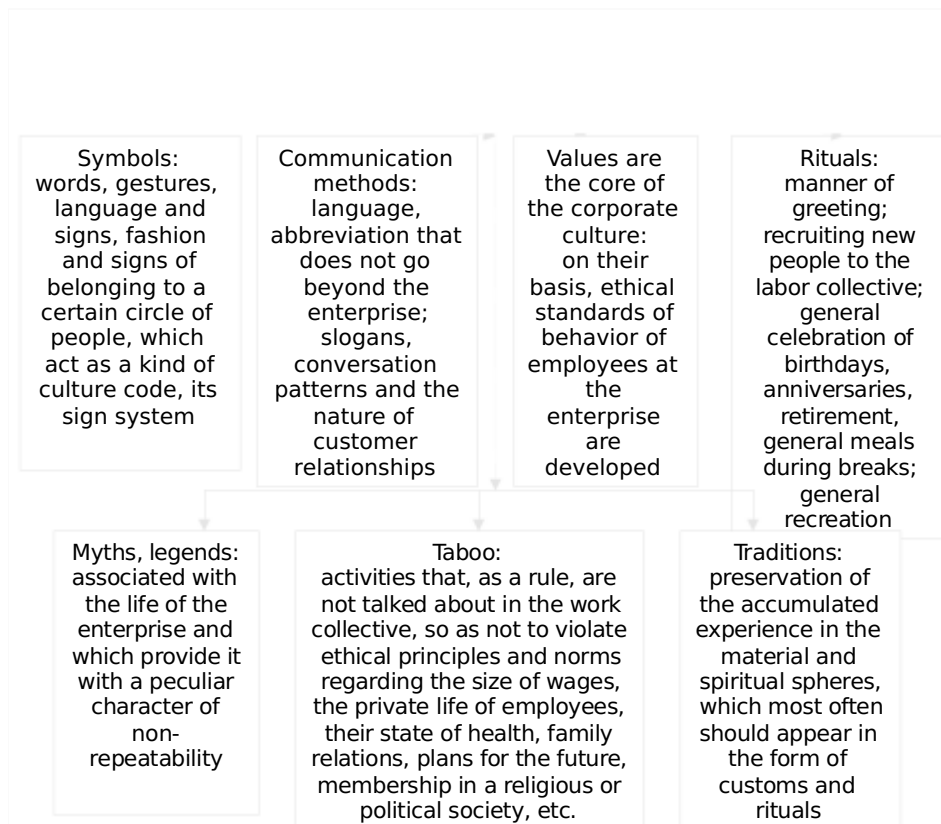 Symbols:
words, gestures,
language and
signs, fashion
and signs of
belonging to a
certain circle of
people, which
act as a kind of
culture code, its
sign system
Communication
methods:
language,
abbreviation that
does not go
beyond the
enterprise;
slogans,
conversation
patterns and the
nature of
customer
relationships
Values are
the core of
the corporate
culture:
on their
basis, ethical
standards of
behavior of
employees at
the
enterprise
are
developed
Rituals:
manner of
greeting;
recruiting new
people to the
labor collective;
general
celebration of
birthdays,
anniversaries,
retirement,
general meals
during breaks;
general
recreation
Myths, legends:
associated with
the life of the
enterprise and
which provide it
with a peculiar
character of
non-
repeatability
Taboo:
activities that, as a rule, are
not talked about in the work
collective, so as not to violate
ethical principles and norms
regarding the size of wages,
the private life of employees,
their state of health, family
relations, plans for the future,
membership in a religious or
political society, etc.
Traditions:
preservation of
the accumulated
experience in the
material and
spiritual spheres,
which most often
should appear in
the form of
customs and
rituals